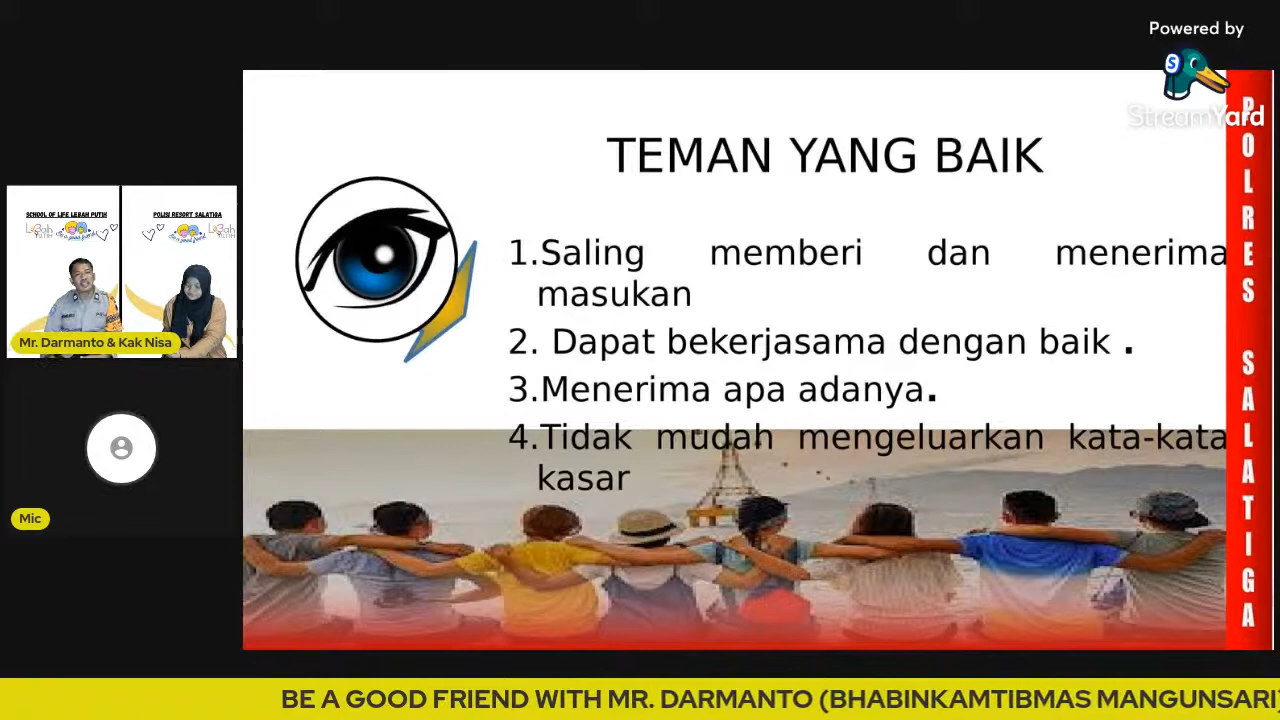 Powered by
StreamYard
TEMAN YANG BAIK
1.Saling memberi dan menerima
masukan
2. Dapat bekerjasama dengan baik .
3.Menerima apa adanya.
4.Tidak mudah mengeluarkan kata-kata
kasar
POLRES SALATIGA
SCHOOL OF LIFE LEBAH PUTIH
POLISI RESORT SALATIGA
Mr. Darmanto & Kak Nisa
Mic
BE A GOOD FRIEND WITH MR. DARMANTO (BHABINKAMTIBMAS MANGUNSARI)